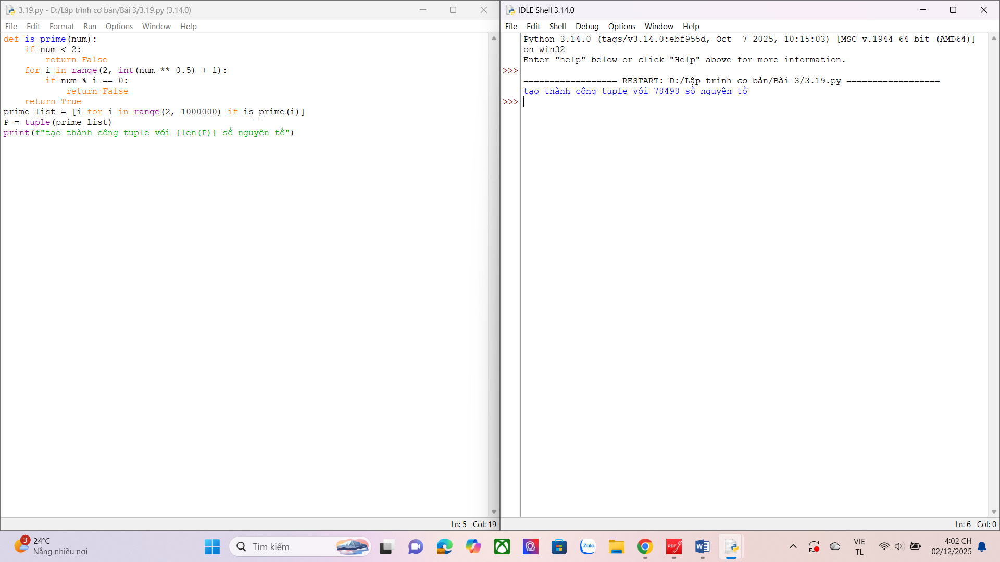 3.19.py - D:/Lập trình cơ bản/Bài 3/3.19.py (3.14.0)
File Edit Format Run Options Window Help
def is_prime(num):
    if num < 2:
        return False
    for i in range(2, int(num ** 0.5) + 1):
        if num % i == 0:
            return False
    return True
prime_list = [i for i in range(2, 1000000) if is_prime(i)]
P = tuple(prime_list)
print(f"tạo thành công tuple với {len(P)} số nguyên tố")
Ln: 5 Col: 19
IDLE Shell 3.14.0
File Edit Shell Debug Options Window Help
Python 3.14.0 (tags/v3.14.0:ebf955d, Oct  7 2025, 10:15:03) [MSC v.1944 64 bit (AMD64)]
on win32
Enter "help" below or click "Help" above for more information.
>>>
================== RESTART: D:/Lập trình cơ bản/Bài 3/3.19.py ==================
tạo thành công tuple với 78498 số nguyên tố
>>>
Ln: 6 Col: 0
3
24°C
Nắng nhiều nơi
Tìm kiếm
Zalo
PDF
VIE
TL
4:02 CH
02/12/2025